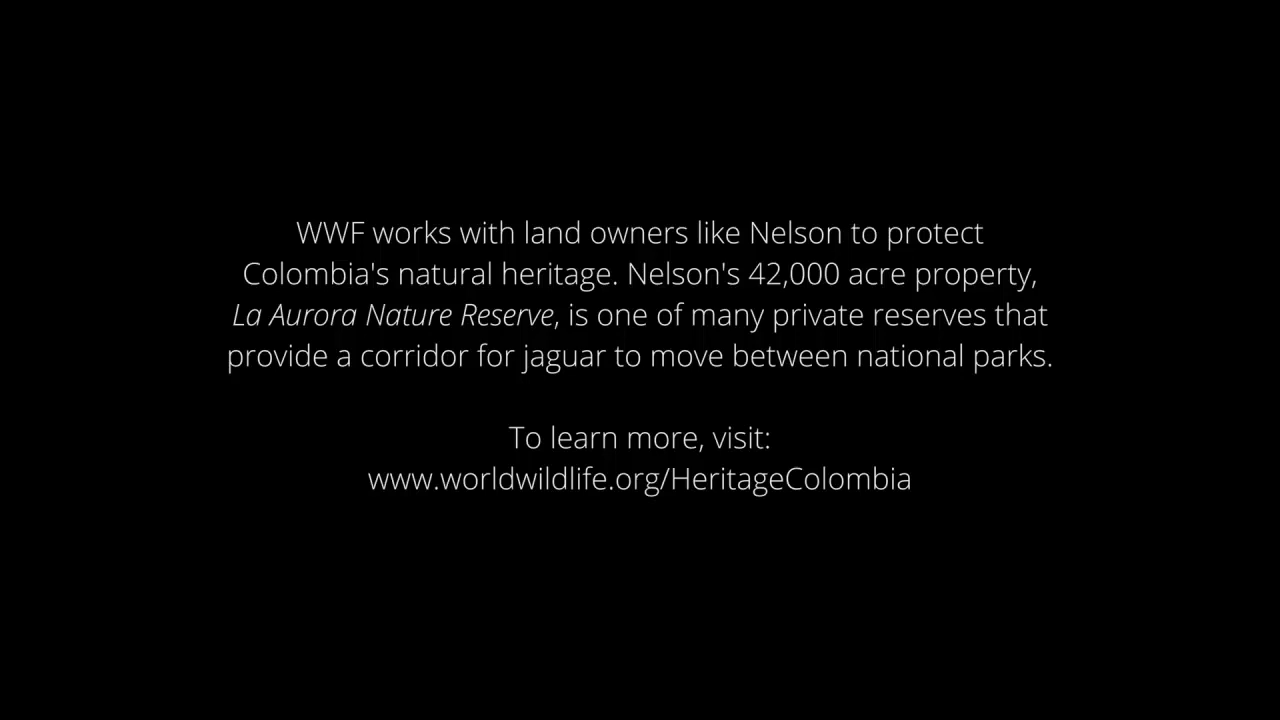 WWF works with land owners like Nelson to protect
Colombia's natural heritage. Nelson's 42,000 acre property,
La Aurora Nature Reserve, is one of many private reserves that
provide a corridor for jaguar to move between national parks.
To learn more, visit:
www.worldwildlife.org/HeritageColombia